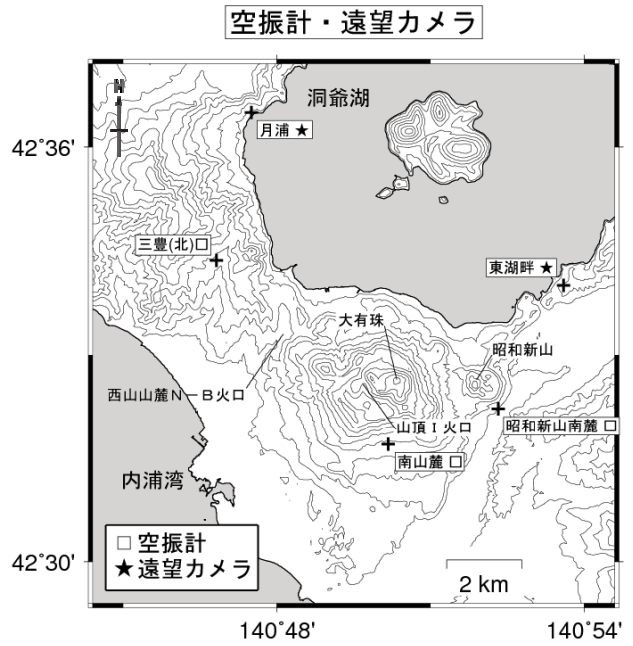 空振計・遠望カメラ
N
洞爺湖
月浦 ★
42°36'
三豊(北)□
東湖畔 ★
大有珠
昭和新山
西山山麓N－B火口
山頂 I 火口
昭和新山南麓 □
南山麓 □
内浦湾
□ 空振計
★ 遠望カメラ
42°30'
2 km
140°48'
140°54'